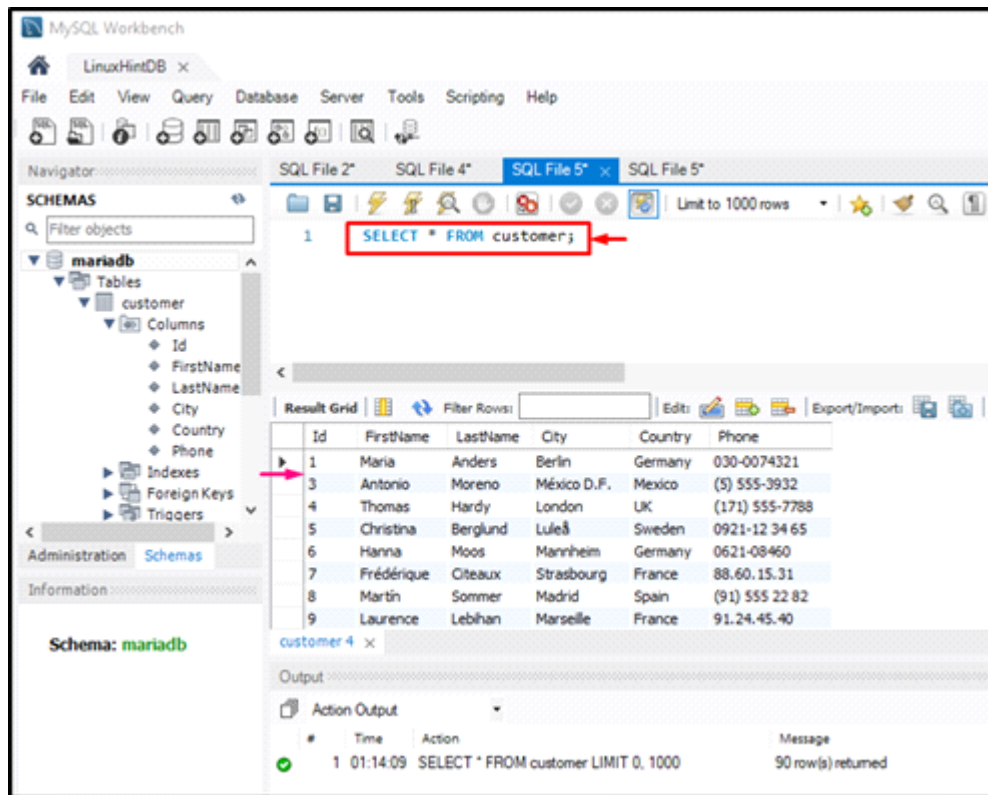 MySQL Workbench
LinuxHintDB ×
File Edit View Query Database Server Tools Scripting Help
Navigator
SCHEMAS
Filter objects
mariadb
Tables
customer
Columns
Id
FirstName
LastName
City
Country
Phone
Indexes
Foreign Keys
Triggers
Administration Schemas
Information
Schema: mariadb
SQL File 2* SQL File 4* SQL File 5* × SQL File 5*
Limit to 1000 rows
1 SELECT * FROM customer;
Result Grid Filter Rows: Edit: Export/Import:
Id FirstName LastName City Country Phone
1 Maria Anders Berlin Germany 030-0074321
3 Antonio Moreno México D.F. Mexico (5) 555-3932
4 Thomas Hardy London UK (171) 555-7788
5 Christina Berglund Luleå Sweden 0921-12 34 65
6 Hanna Moos Mannheim Germany 0621-08460
7 Frédérique Citeaux Strasbourg France 88.60.15.31
8 Martín Sommer Madrid Spain (91) 555 22 82
9 Laurence Lebihan Marseille France 91.24.45.40
customer 4 ×
Output
Action Output
# Time Action Message
1 01:14:09 SELECT * FROM customer LIMIT 0, 1000 90 row(s) returned